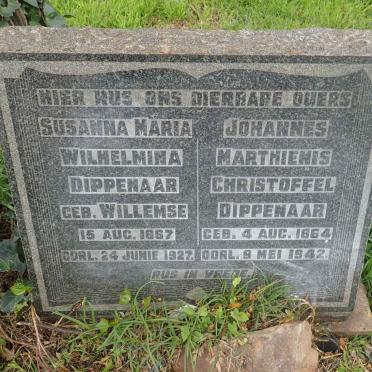 HIER RUS ONS DIERBARE OUERS
SUSANNA MARIA
WILHELMINA
DIPPENAAR
GEB. WILLEMSE
15 AUG. 1867
OORL. 24 JUNIE 1927.
JOHANNES
MARTHINIS
CHRISTOFFEL
DIPPENAAR
GEB. 4 AUG. 1864
OORL. 9 MEI 1942.
RUS IN VREDE